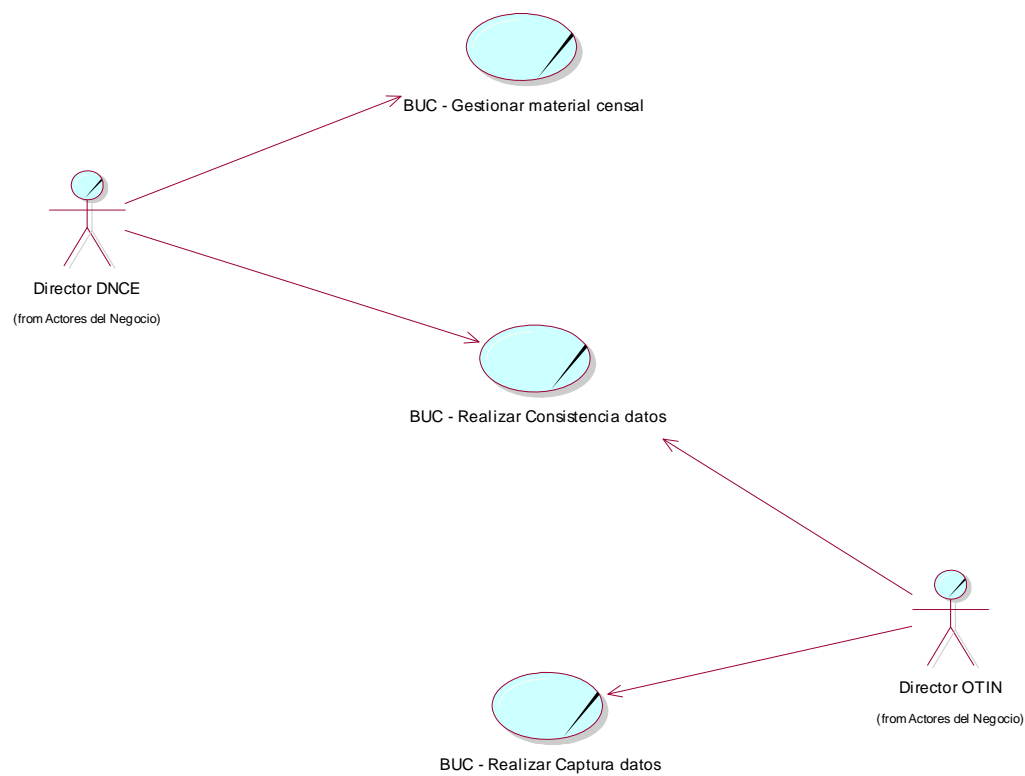 BUC - Gestionar material censal
Director DNCE
(from Actores del Negocio)
BUC - Realizar Consistencia datos
Director OTIN
(from Actores del Negocio)
BUC - Realizar Captura datos